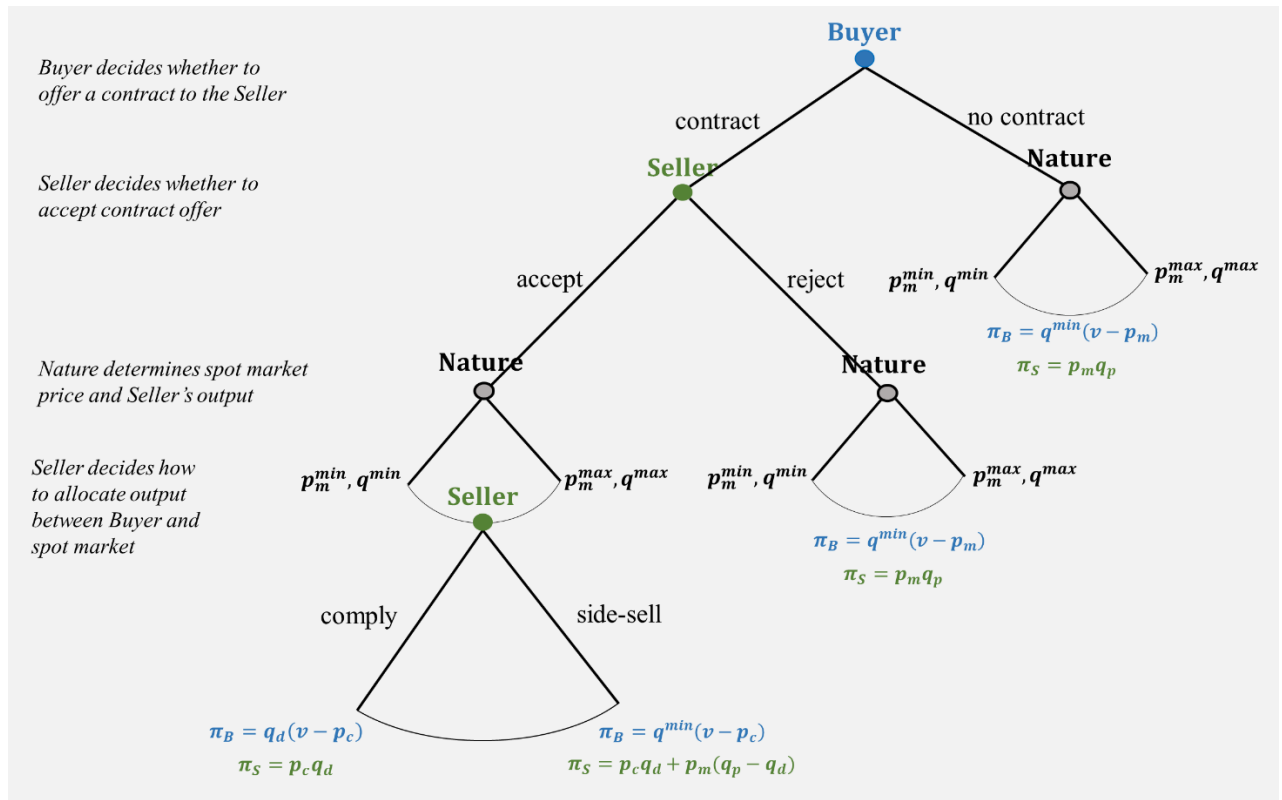 Buyer
Buyer decides whether to
offer a contract to the Seller
contract
no contract
Nature
Seller
Seller decides whether to
accept contract offer
accept
reject
p_m^{min}, q^{min}
p_m^{max}, q^{max}
π_B = q^{min}(v − p_m)
π_S = p_m q_p
Nature determines spot market
price and Seller's output
Nature
Nature
Seller decides how
to allocate output
between Buyer and
spot market
p_m^{min}, q^{min}
p_m^{max}, q^{max}
Seller
p_m^{min}, q^{min}
p_m^{max}, q^{max}
π_B = q^{min}(v − p_m)
π_S = p_m q_p
comply
side-sell
π_B = q_d(v − p_c)
π_S = p_c q_d
π_B = q^{min}(v − p_c)
π_S = p_c q_d + p_m(q_p − q_d)